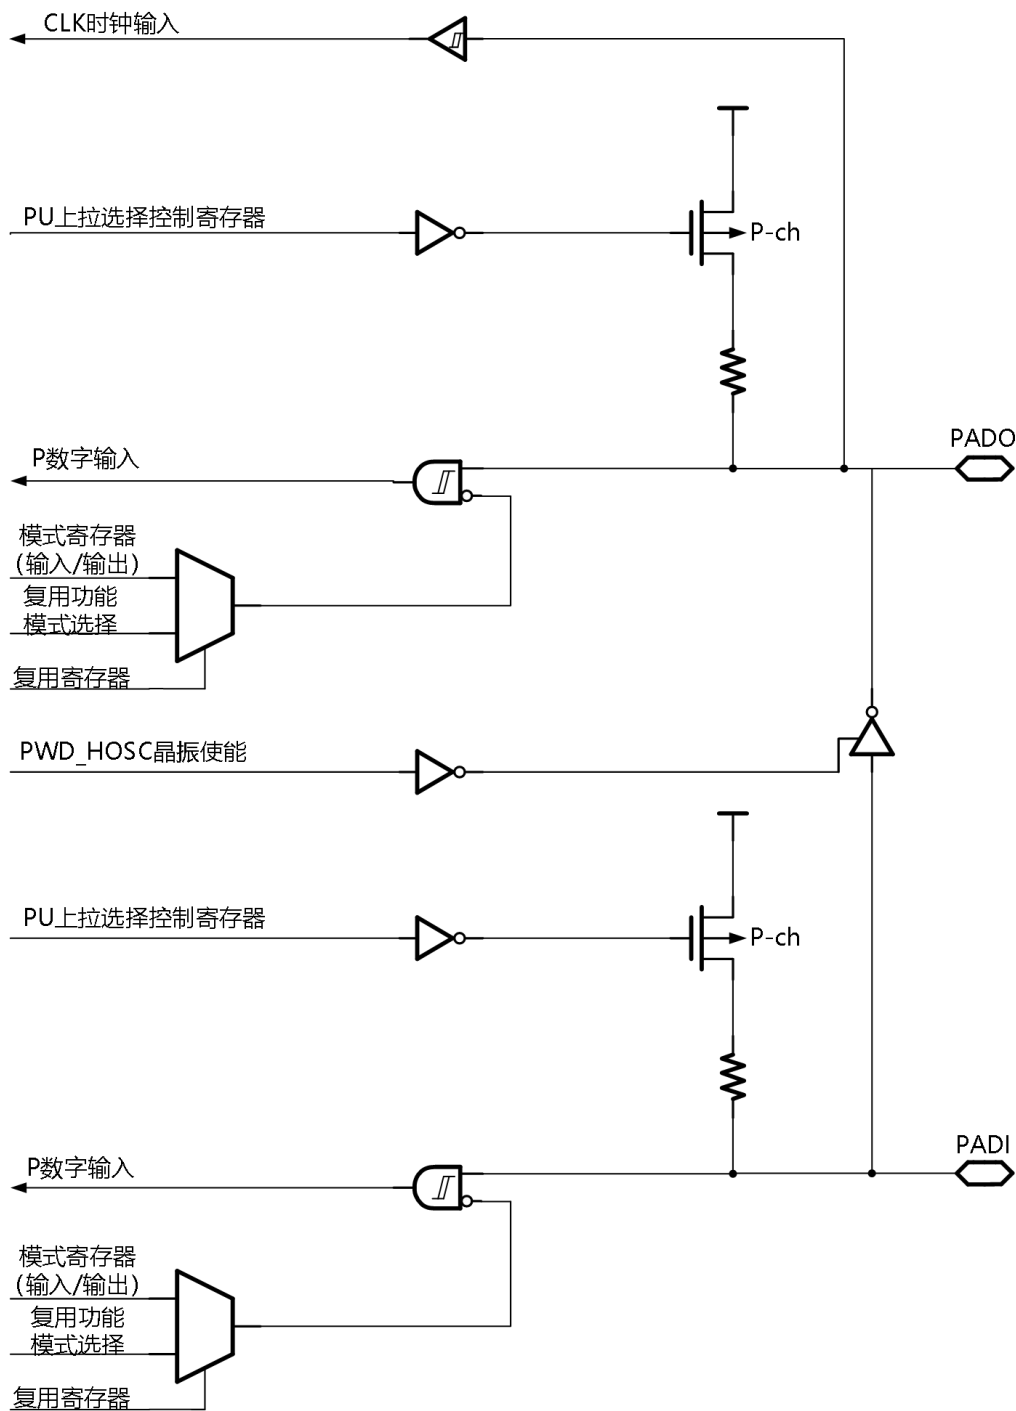 CLK时钟输入
PU上拉选择控制寄存器
P-ch
PADO
P数字输入
模式寄存器
(输入/输出)
复用功能
模式选择
复用寄存器
PWD_HOSC晶振使能
PU上拉选择控制寄存器
P-ch
PADI
P数字输入
模式寄存器
(输入/输出)
复用功能
模式选择
复用寄存器